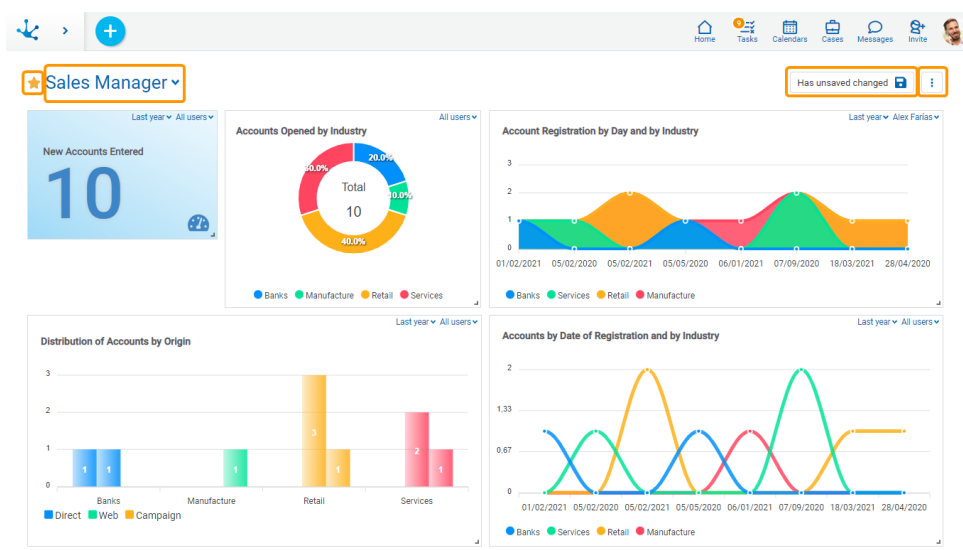 9
Home
Tasks
Calendars
Cases
Messages
Invite
Sales Manager
Has unsaved changed
Last year All users
New Accounts Entered
10
All users
Accounts Opened by Industry
20.0%
10.0%
40.0%
30.0%
Total
10
Banks Manufacture Retail Services
Last year Alex Farías
Account Registration by Day and by Industry
3
2
1
0
01/02/2021 05/02/2020 05/02/2021 05/05/2020 06/01/2021 07/09/2020 18/03/2021 28/04/2020
Banks Services Retail Manufacture
Last year All users
Distribution of Accounts by Origin
3
2
1
0
1 1 1 3 1 2 1
Banks Manufacture Retail Services
Direct Web Campaign
Last year All users
Accounts by Date of Registration and by Industry
2
1,33
0.67
0
01/02/2021 05/02/2020 05/02/2021 05/05/2020 06/01/2021 07/09/2020 18/03/2021 28/04/2020
Banks Services Retail Manufacture